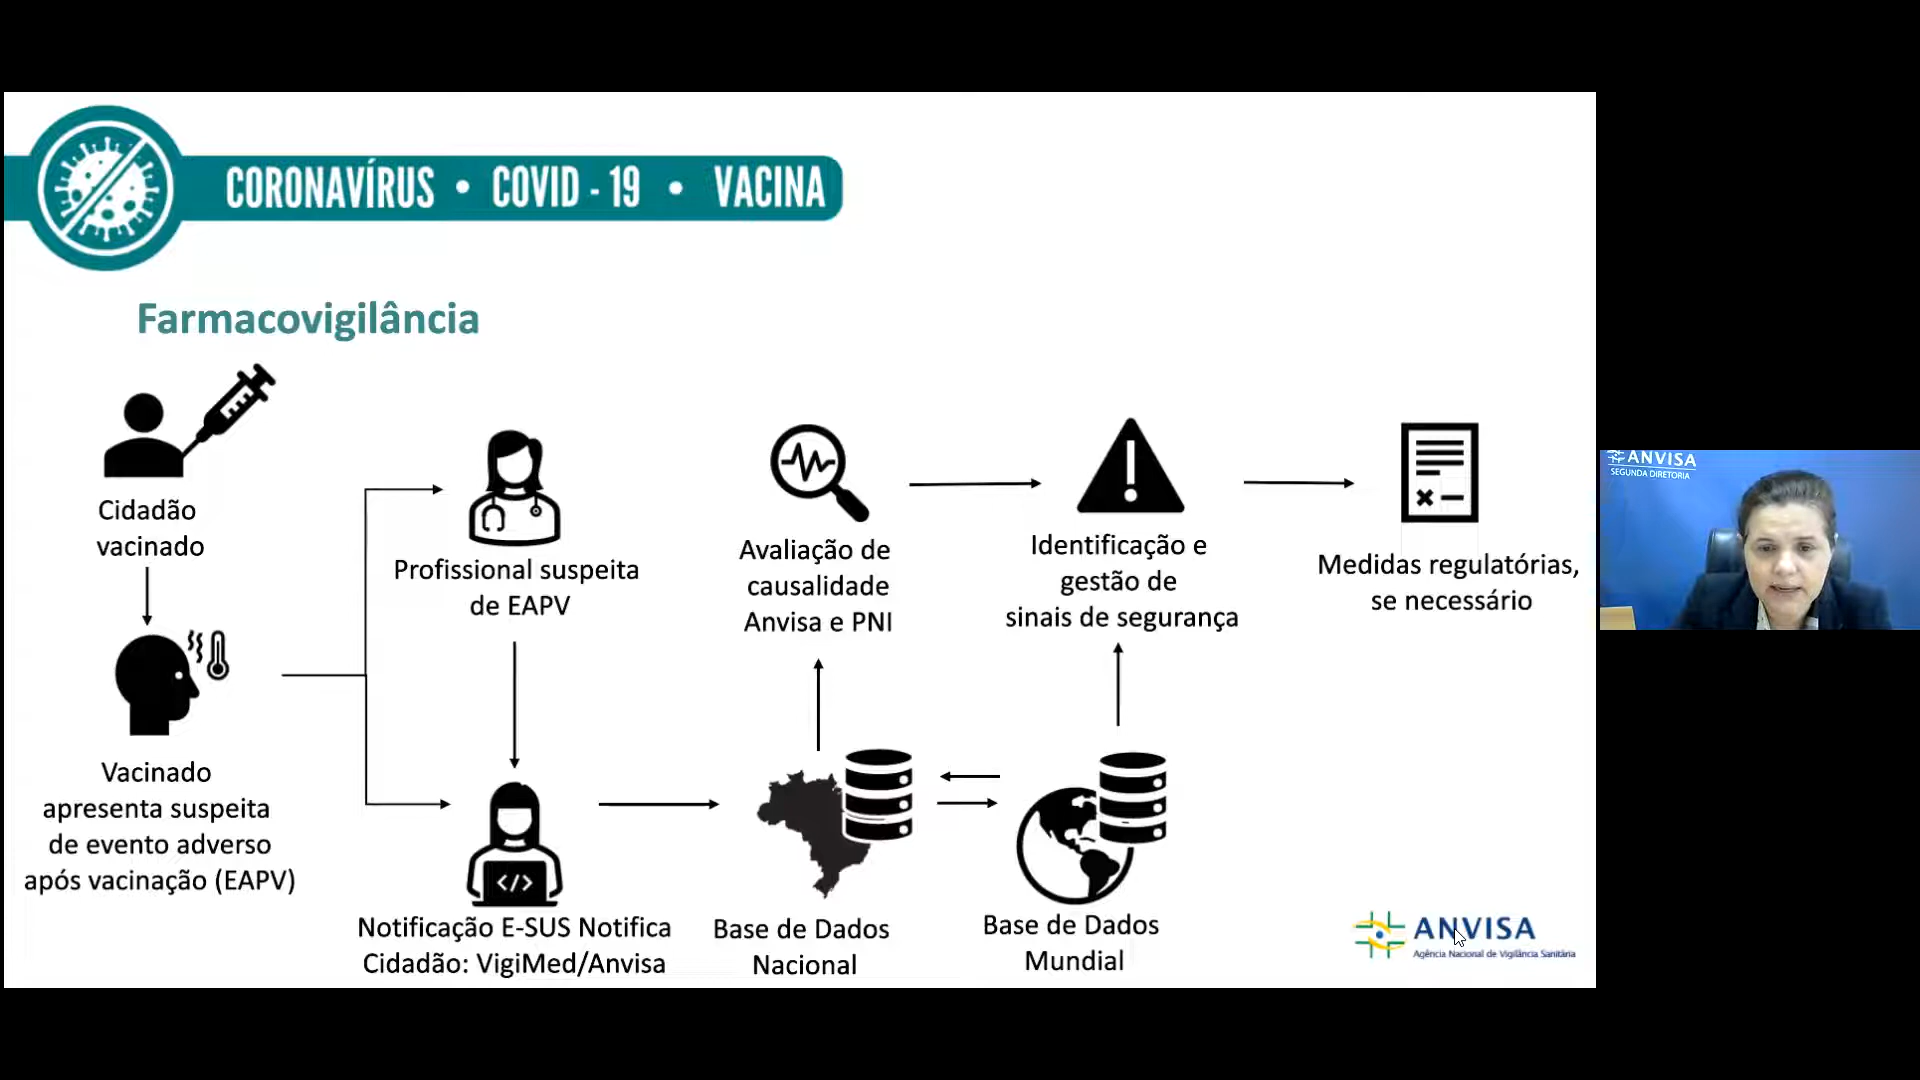 CORONAVÍRUS • COVID - 19 • VACINA
Farmacovigilância
Cidadão
vacinado
Vacinado
apresenta suspeita
de evento adverso
após vacinação (EAPV)
Profissional suspeita
de EAPV
Notificação E-SUS Notifica
Cidadão: VigiMed/Anvisa
</>
Avaliação de
causalidade
Anvisa e PNI
Base de Dados
Nacional
Identificação e
gestão de
sinais de segurança
Base de Dados
Mundial
Medidas regulatórias,
se necessário
ANVISA
Agência Nacional de Vigilância Sanitária
ANVISA
SEGUNDA DIRETORIA